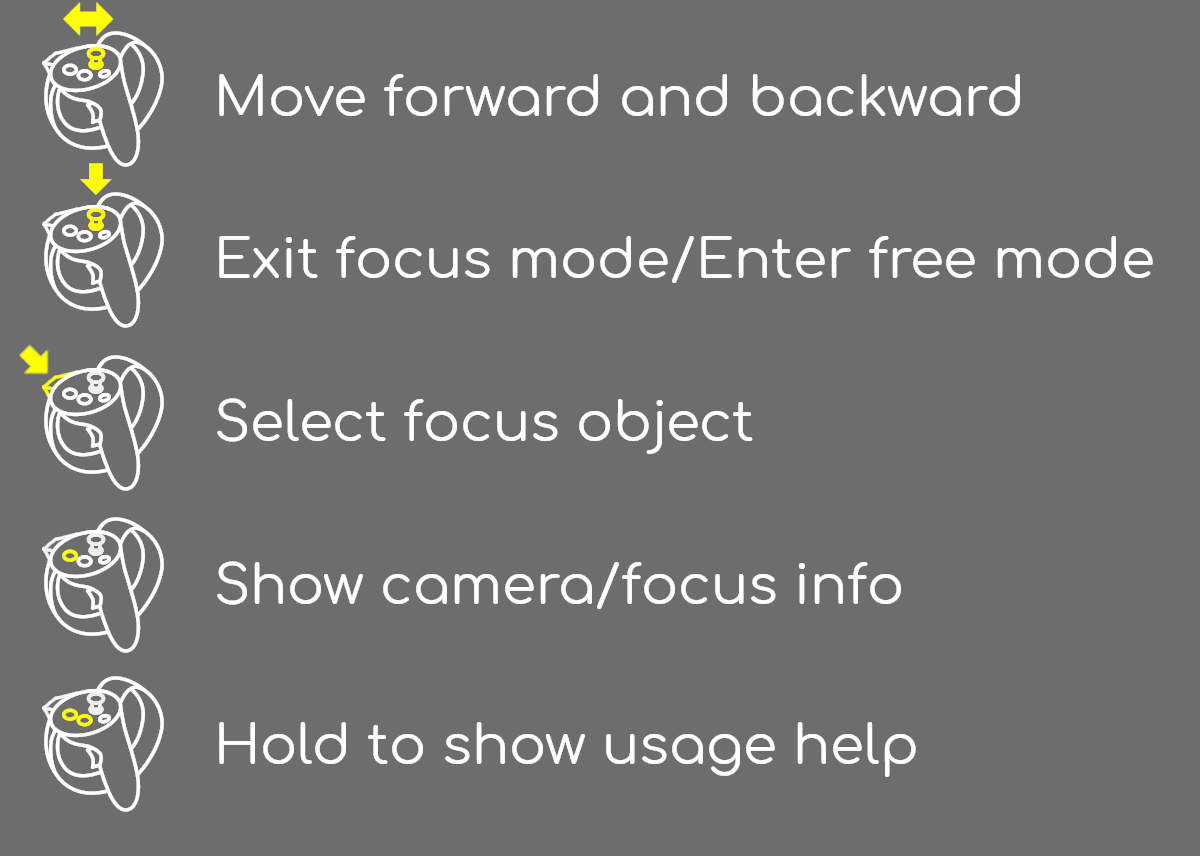 Move forward and backward
Exit focus mode/Enter free mode
Select focus object
Show camera/focus info
Hold to show usage help